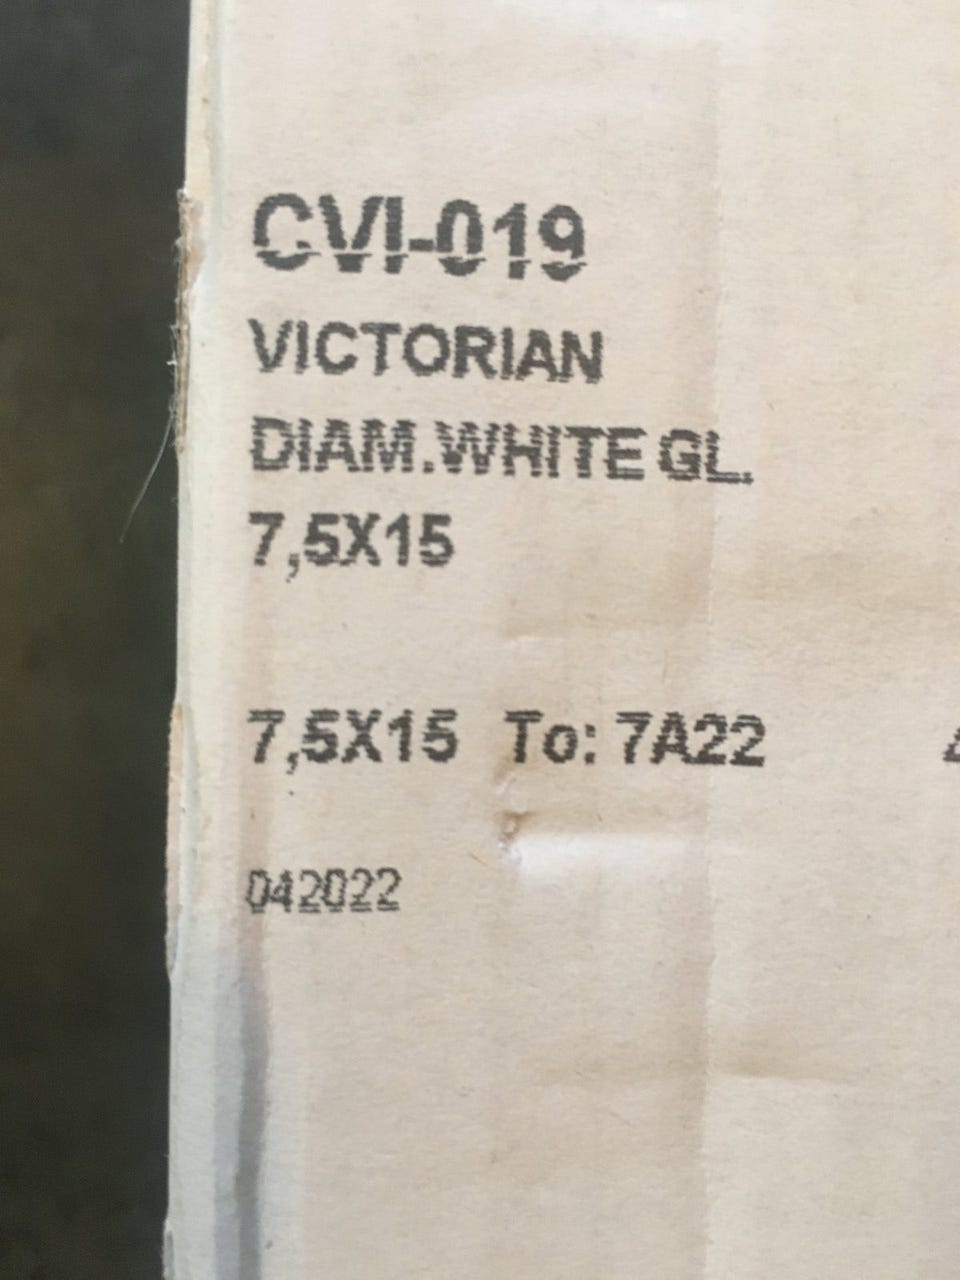 CVI-019
VICTORIAN
DIAM.WHITE GL.
7,5X15
7,5X15 To: 7A22
042022